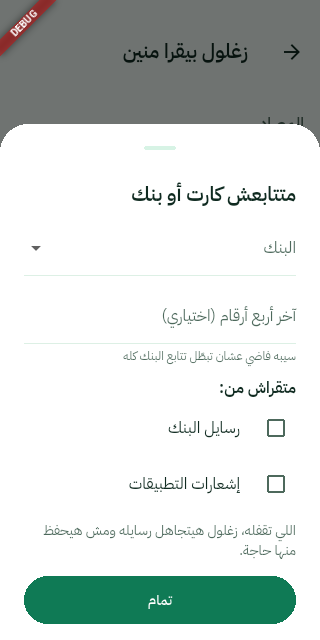 DEBUG
زغلول بيقرا منين
متتابعش كارت أو بنك
البنك
آخر أربع أرقام (اختياري)
سيبه فاضي عشان تبطّل تتابع البنك كله
متقراش من:
رسايل البنك
إشعارات التطبيقات
اللي تقفله، زغلول هيتجاهل رسايله ومش هيحفظ
منها حاجة.
تمام